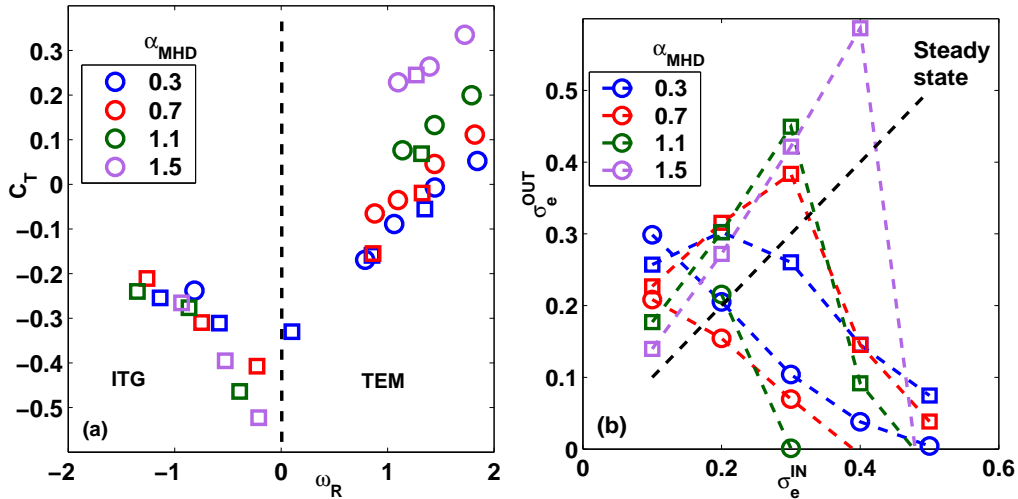 α_MHD
0.3
0.7
1.1
1.5
0.3
0.2
0.1
0
−0.1
−0.2
−0.3
−0.4
−0.5
C_T
ITG
TEM
(a)
−2
−1
0
1
2
ω_R
α_MHD
0.3
0.7
1.1
1.5
Steady
state
0.5
0.4
0.3
0.2
0.1
0
σ_e^OUT
(b)
0
0.2
0.4
0.6
σ_e^IN